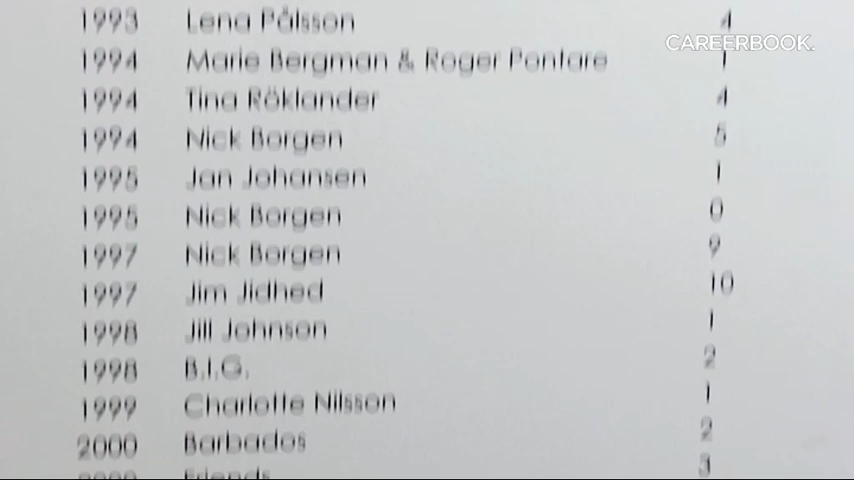 1993 Lena Pålsson 4
CAREERBOOK.
1994 Marie Bergman & Roger Pontare 1
1994 Tina Röklander 4
1994 Nick Borgen 5
1995 Jan Johansen 1
1995 Nick Borgen 0
1997 Nick Borgen 9
1997 Jim Jidhed 10
1998 Jill Johnson 1
1998 B.I.G. 2
1999 Charlotte Nilsson 1
2000 Barbados 2
2000 Friends 3